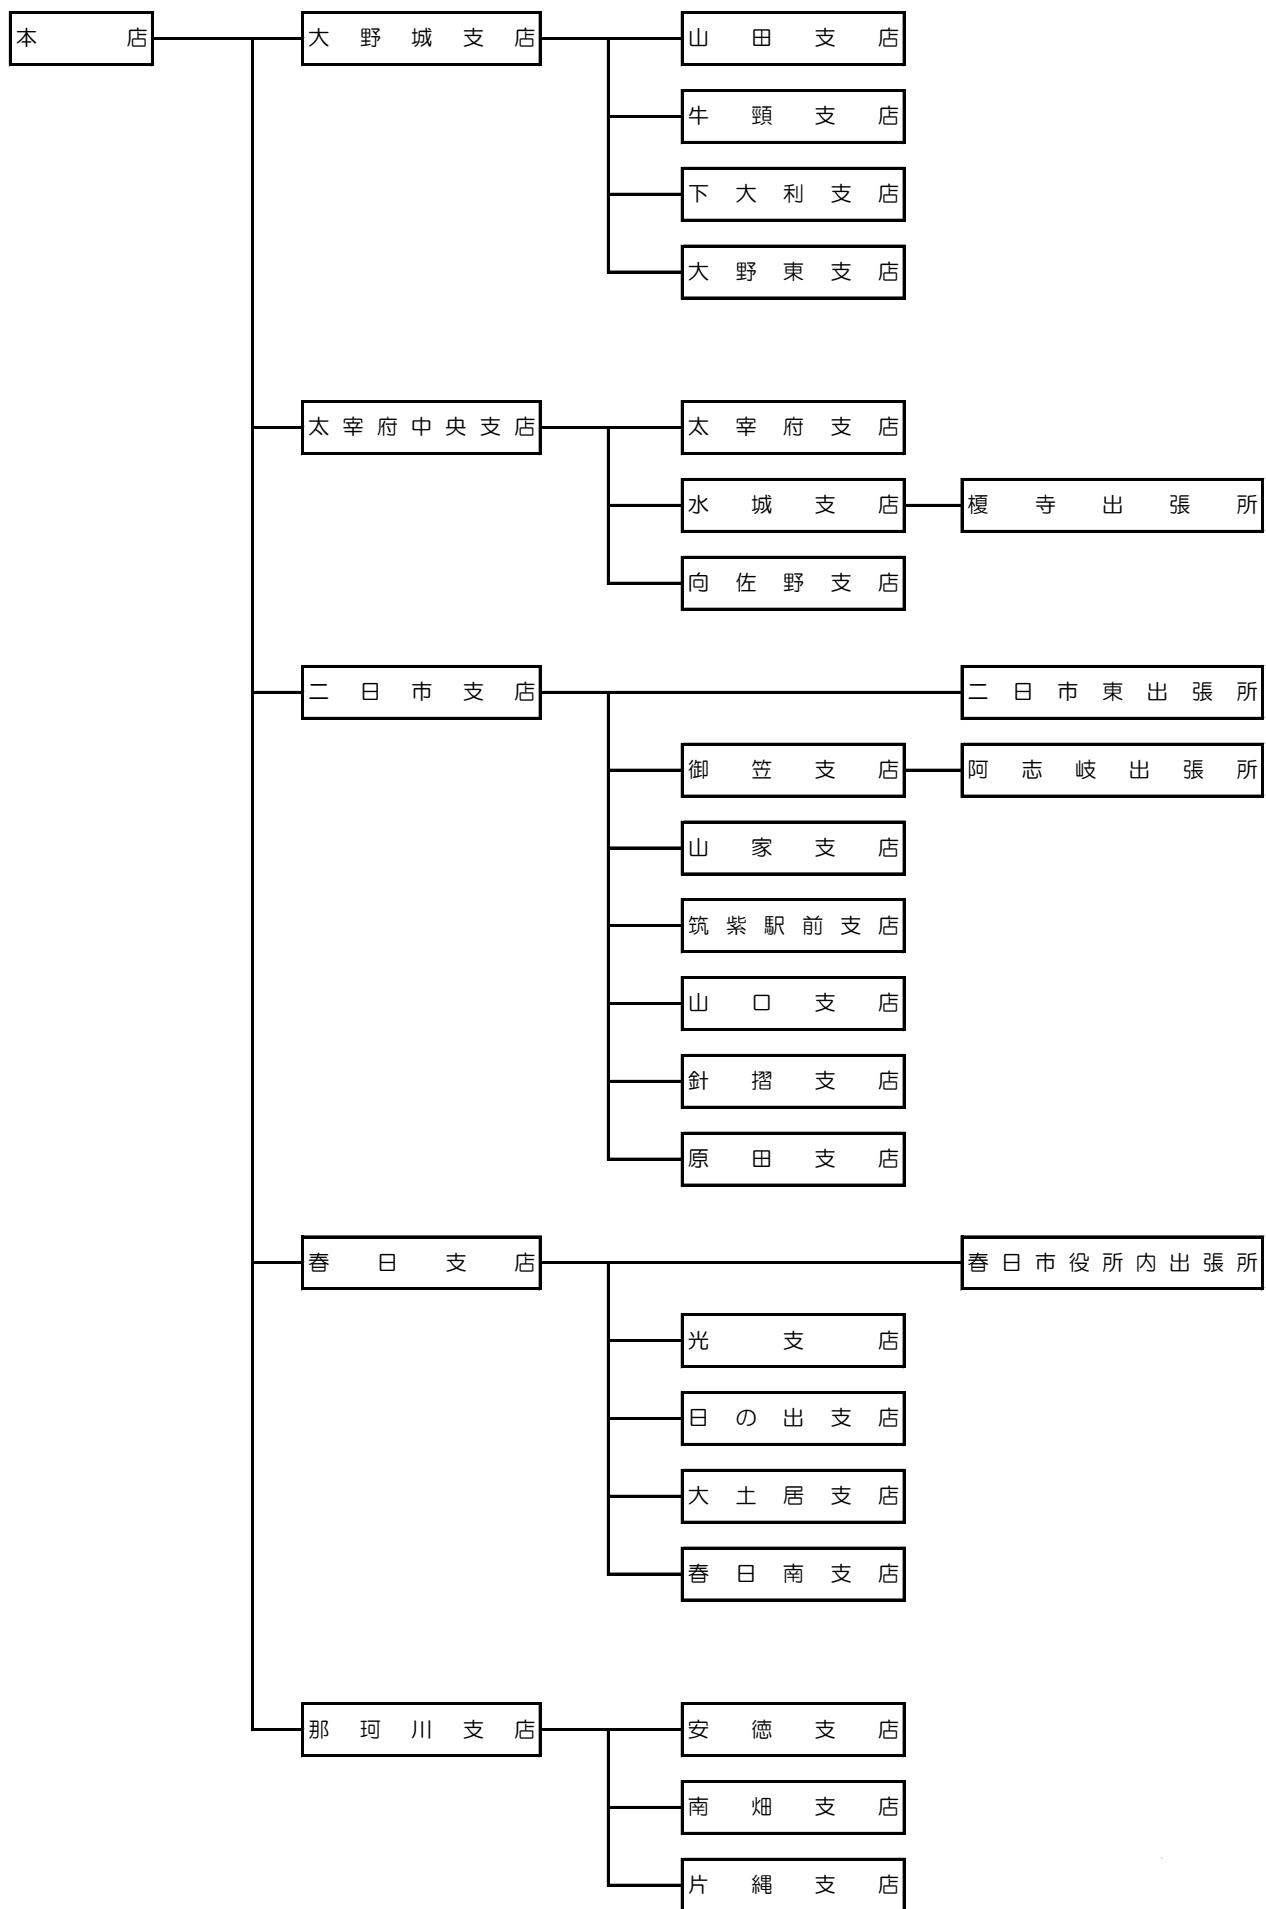 本店
大野城支店
山田支店
牛頸支店
下大利支店
大野東支店
太宰府中央支店
太宰府支店
水城支店
榎寺出張所
向佐野支店
二日市支店
二日市東出張所
御笠支店
阿志岐出張所
山家支店
筑紫駅前支店
山口支店
針摺支店
原田支店
春日支店
春日市役所内出張所
光支店
日の出支店
大土居支店
春日南支店
那珂川支店
安徳支店
南畑支店
片縄支店